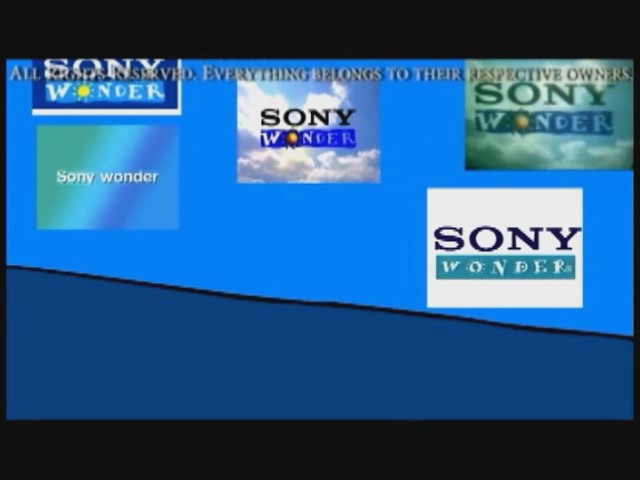 SONY
ALL RIGHTS RESERVED. EVERYTHING BELONGS TO THEIR RESPECTIVE OWNERS.
WONDER
SONY
WONDER
SONY
WONDER
Sony wonder
SONY
WONDER